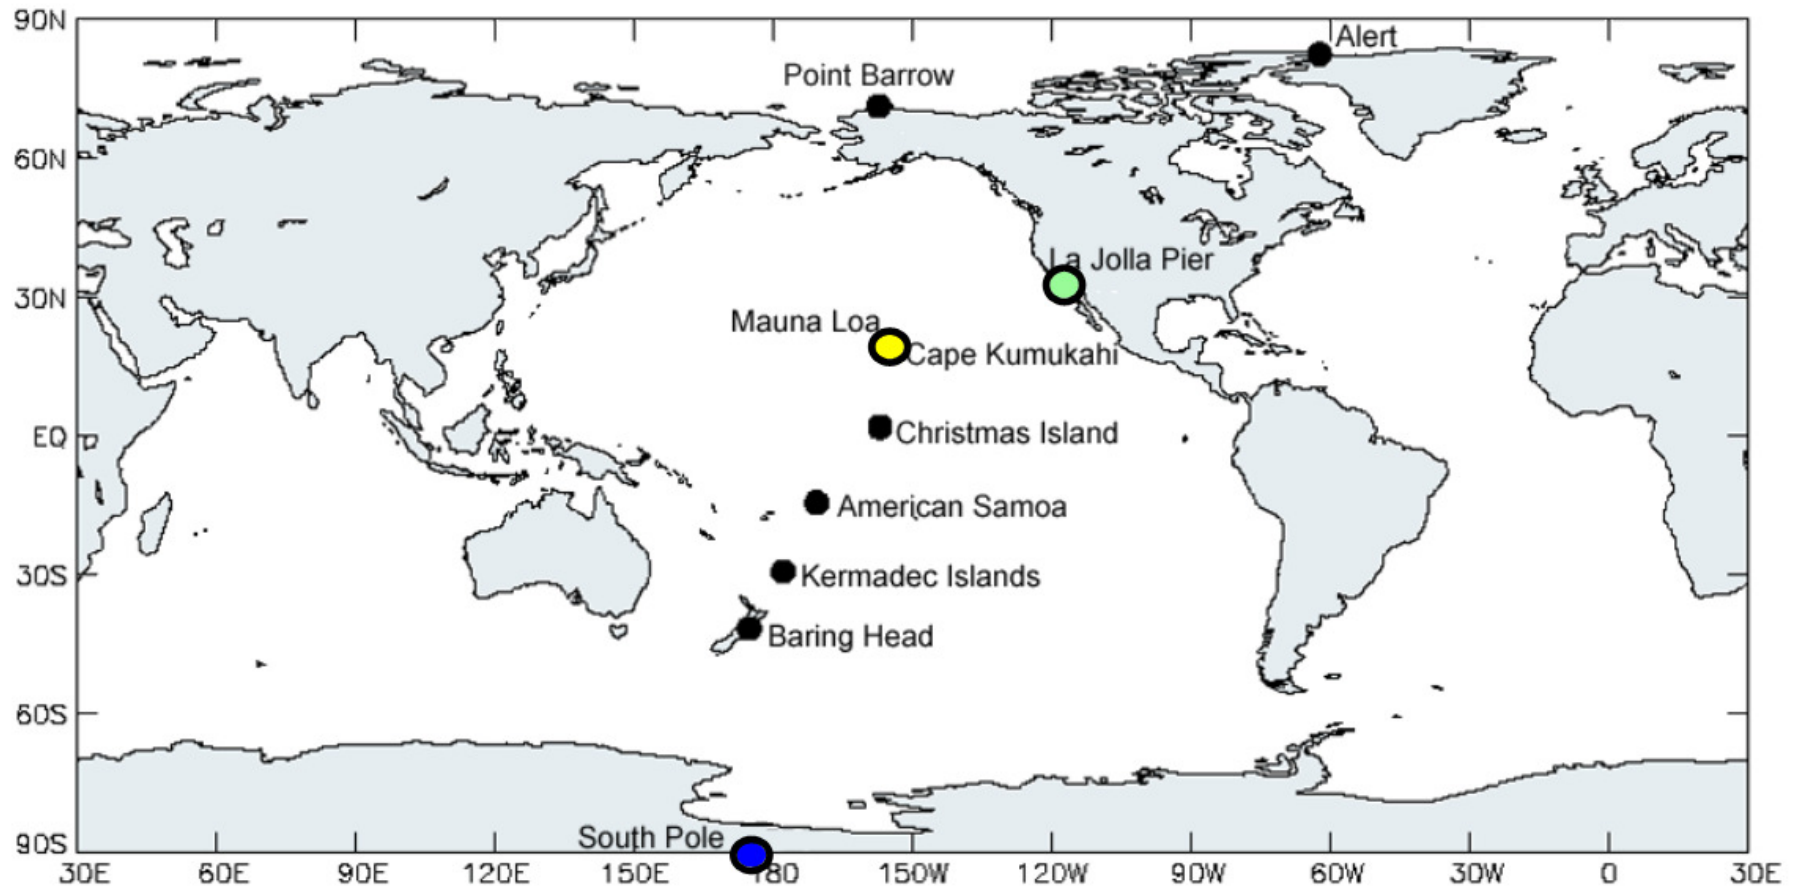 90N
Alert
Point Barrow
60N
La Jolla Pier
30N
Mauna Loa
Cape Kumukahi
EQ
Christmas Island
American Samoa
30S
Kermadec Islands
Baring Head
60S
South Pole
90S
30E 60E 90E 120E 150E 180 150W 120W 90W 60W 30W 0 30E